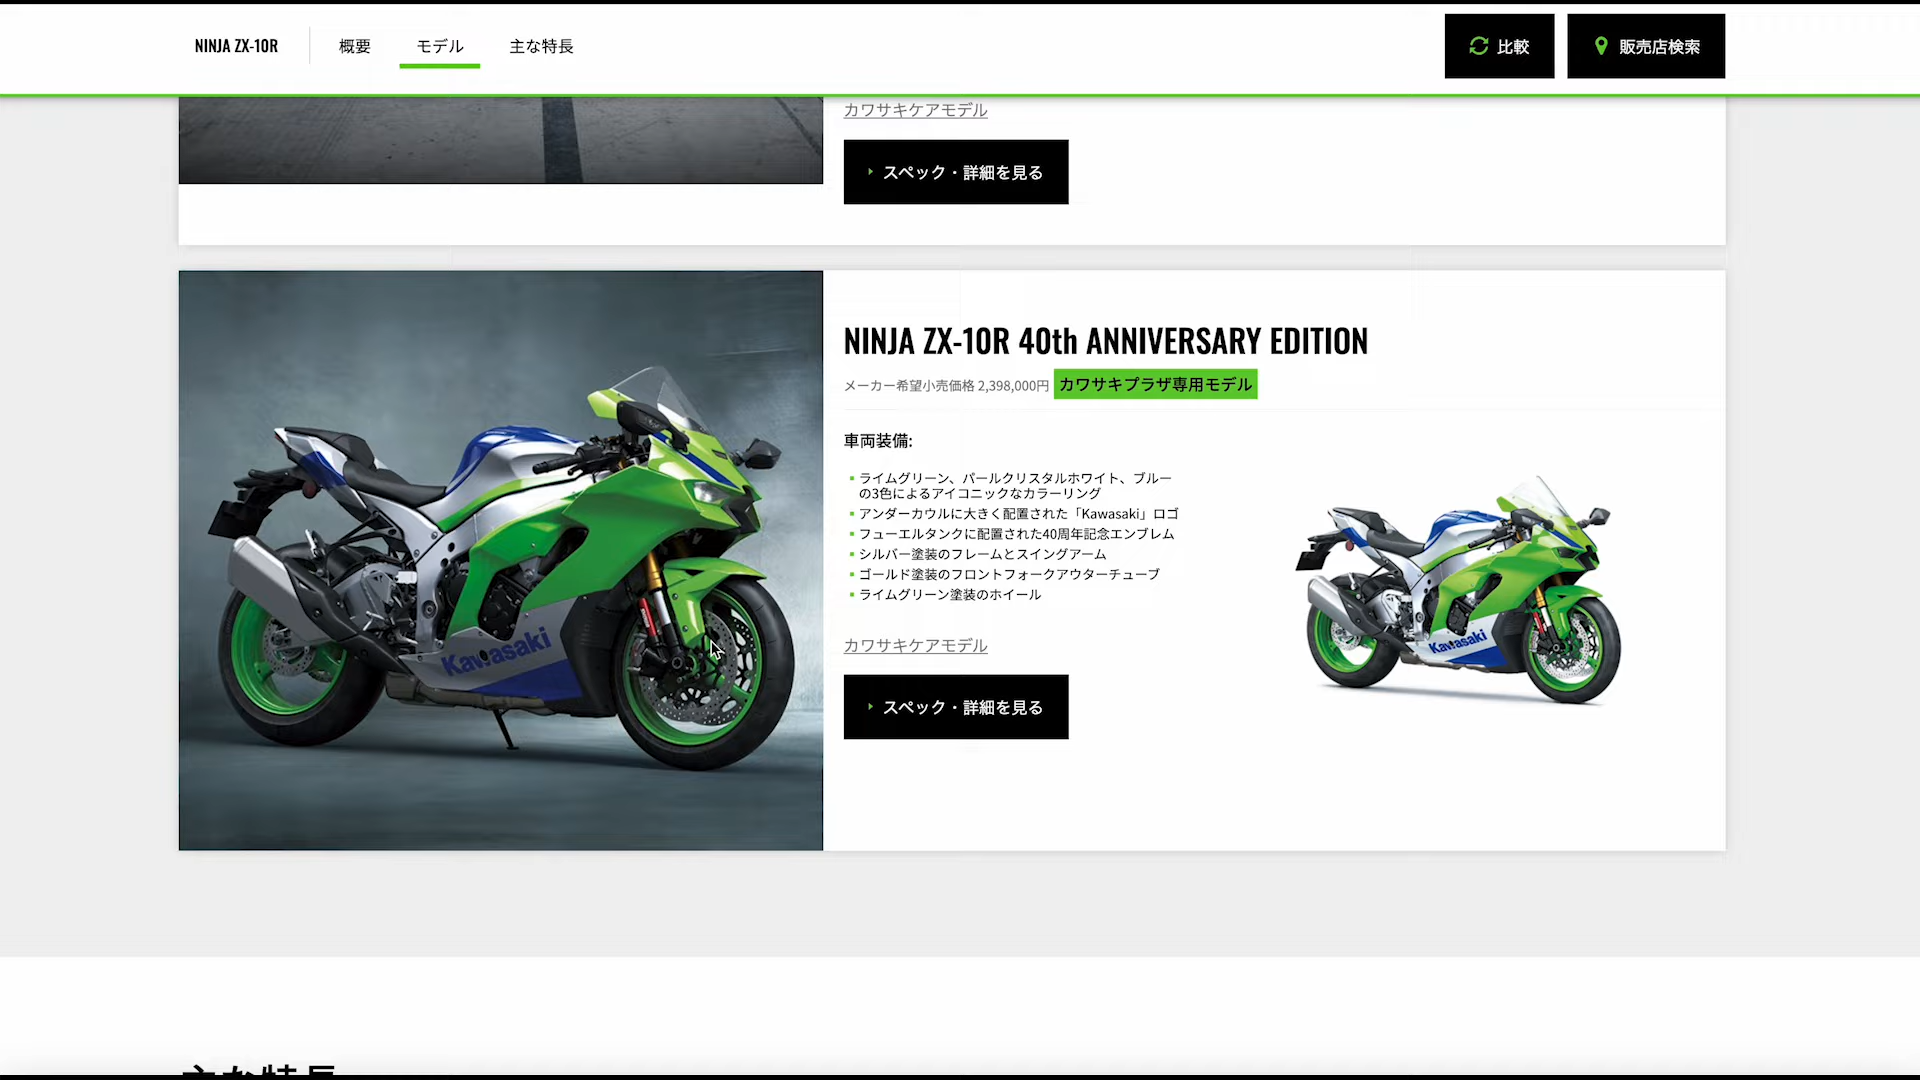 NINJA ZX-10R
概要
モデル
主な特長
比較
販売店検索
カワサキケアモデル
スペック・詳細を見る
NINJA ZX-10R 40th ANNIVERSARY EDITION
メーカー希望小売価格 2,398,000円 カワサキプラザ専用モデル
車両装備:
ライムグリーン、パールクリスタルホワイト、ブルー
の3色によるアイコニックなカラーリング
アンダーカウルに大きく配置された「Kawasaki」ロゴ
フューエルタンクに配置された40周年記念エンブレム
シルバー塗装のフレームとスイングアーム
ゴールド塗装のフロントフォークアウターチューブ
ライムグリーン塗装のホイール
カワサキケアモデル
スペック・詳細を見る
Kawasaki
Kawasaki
主な特長